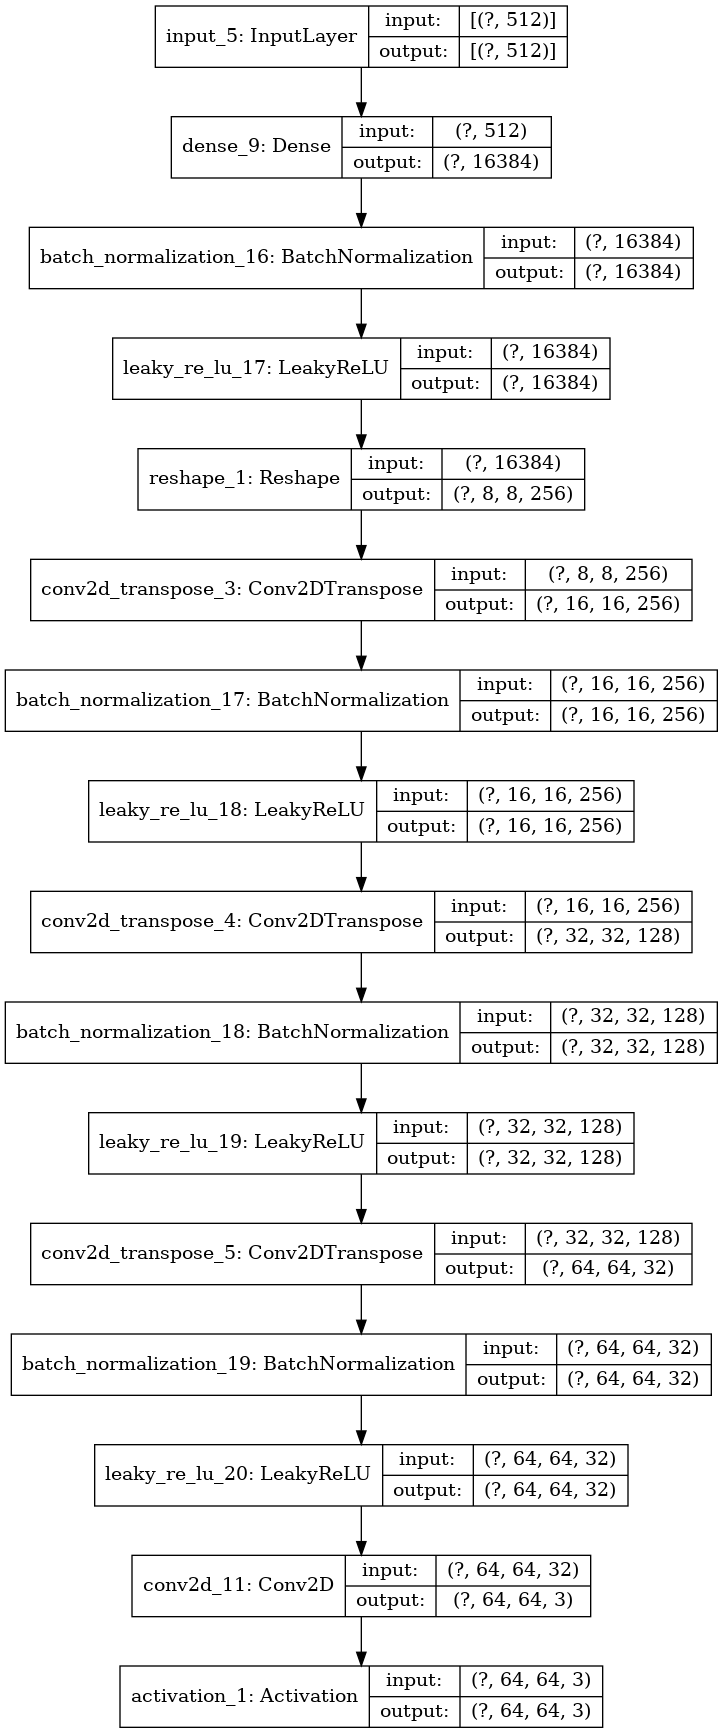 input_5: InputLayer
input: [(?, 512)]
output: [(?, 512)]
dense_9: Dense
input: (?, 512)
output: (?, 16384)
batch_normalization_16: BatchNormalization
input: (?, 16384)
output: (?, 16384)
leaky_re_lu_17: LeakyReLU
input: (?, 16384)
output: (?, 16384)
reshape_1: Reshape
input: (?, 16384)
output: (?, 8, 8, 256)
conv2d_transpose_3: Conv2DTranspose
input: (?, 8, 8, 256)
output: (?, 16, 16, 256)
batch_normalization_17: BatchNormalization
input: (?, 16, 16, 256)
output: (?, 16, 16, 256)
leaky_re_lu_18: LeakyReLU
input: (?, 16, 16, 256)
output: (?, 16, 16, 256)
conv2d_transpose_4: Conv2DTranspose
input: (?, 16, 16, 256)
output: (?, 32, 32, 128)
batch_normalization_18: BatchNormalization
input: (?, 32, 32, 128)
output: (?, 32, 32, 128)
leaky_re_lu_19: LeakyReLU
input: (?, 32, 32, 128)
output: (?, 32, 32, 128)
conv2d_transpose_5: Conv2DTranspose
input: (?, 32, 32, 128)
output: (?, 64, 64, 32)
batch_normalization_19: BatchNormalization
input: (?, 64, 64, 32)
output: (?, 64, 64, 32)
leaky_re_lu_20: LeakyReLU
input: (?, 64, 64, 32)
output: (?, 64, 64, 32)
conv2d_11: Conv2D
input: (?, 64, 64, 32)
output: (?, 64, 64, 3)
activation_1: Activation
input: (?, 64, 64, 3)
output: (?, 64, 64, 3)